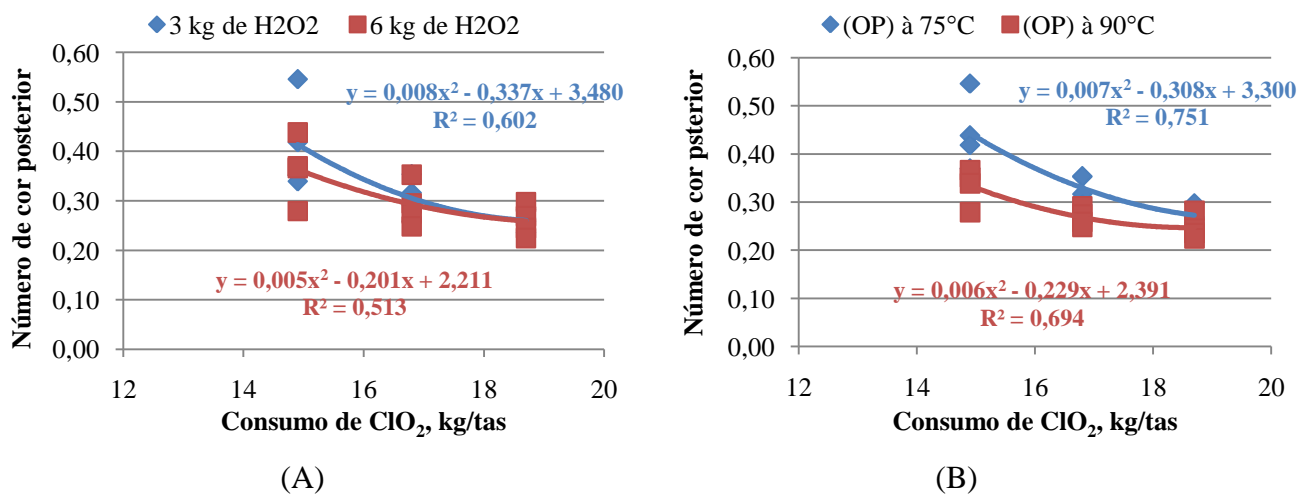 3 kg de H2O2 6 kg de H2O2
Número de cor posterior
0,60
0,50
0,40
0,30
0,20
0,10
0,00
y = 0,008x² - 0,337x + 3,480
R² = 0,602
y = 0,005x² - 0,201x + 2,211
R² = 0,513
12 14 16 18 20
Consumo de ClO₂, kg/tas
(A)
(OP) à 75°C (OP) à 90°C
Número de cor psterior
0,60
0,50
0,40
0,30
0,20
0,10
0,00
y = 0,007x² - 0,308x + 3,300
R² = 0,751
y = 0,006x² - 0,229x + 2,391
R² = 0,694
12 14 16 18 20
Consumo de ClO₂, kg/tas
(B)